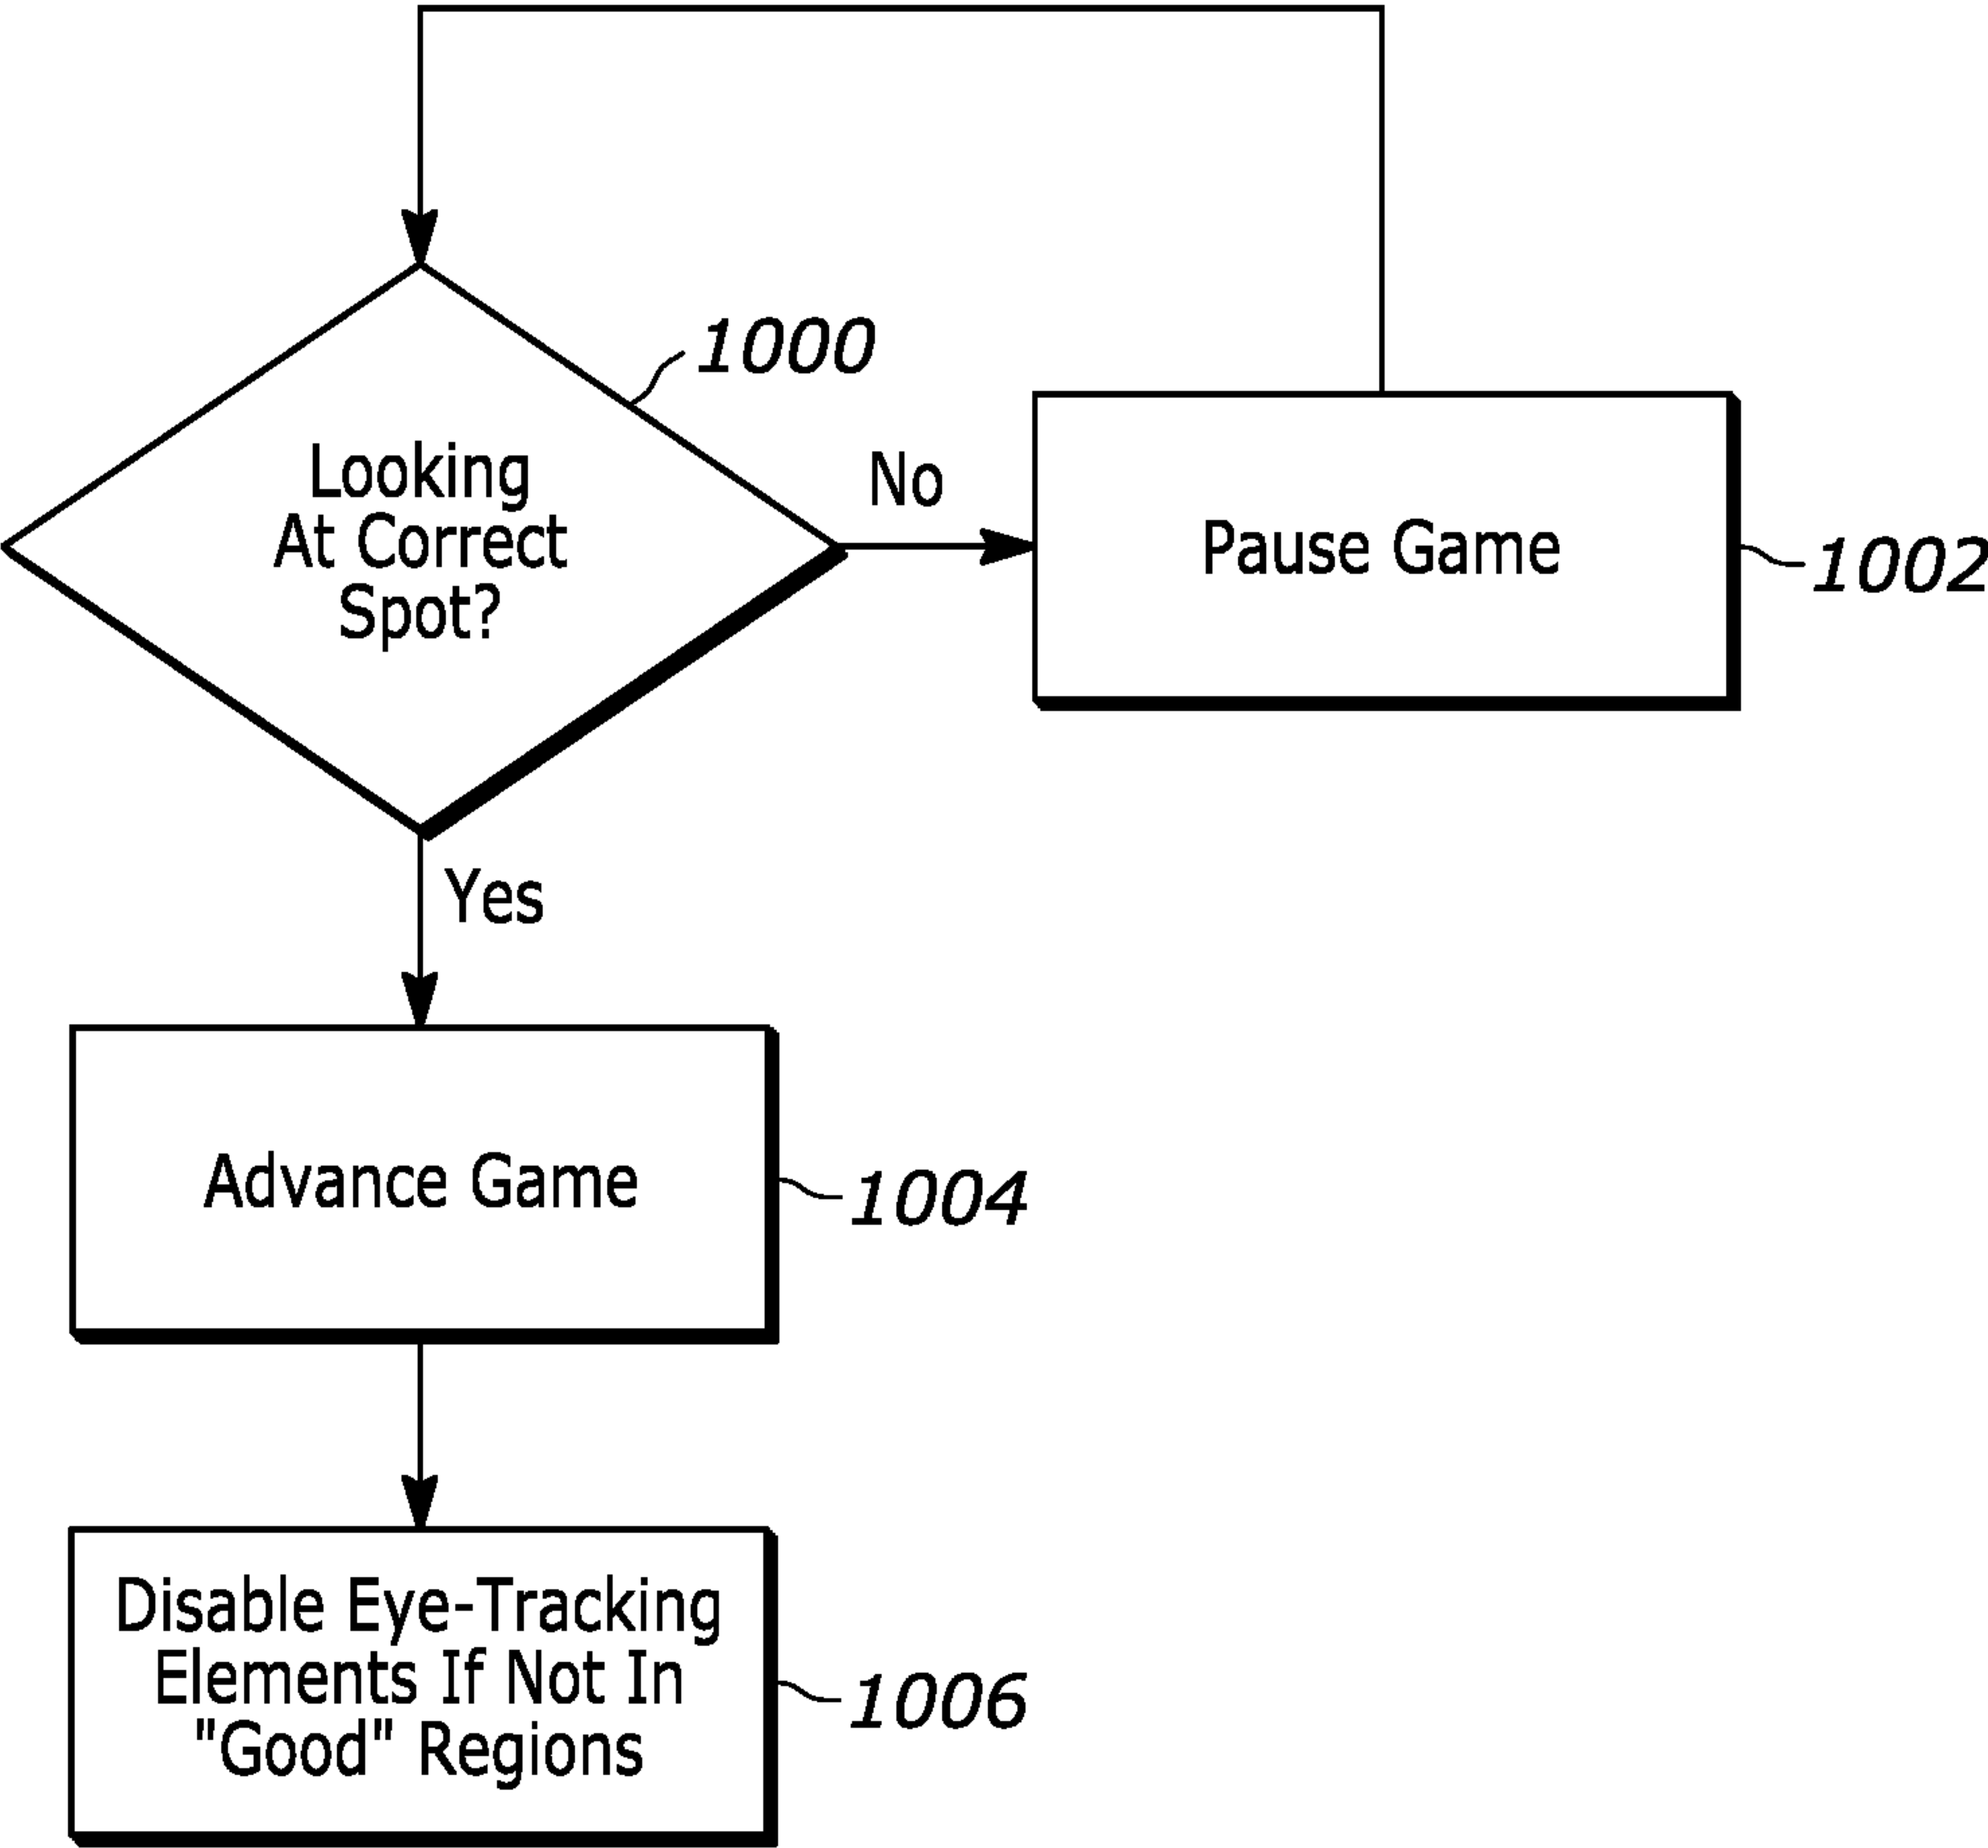 1000
Looking
At Correct
Spot?
No
Pause Game
1002
Yes
Advance Game
1004
Disable Eye-Tracking
Elements If Not In
"Good" Regions
1006